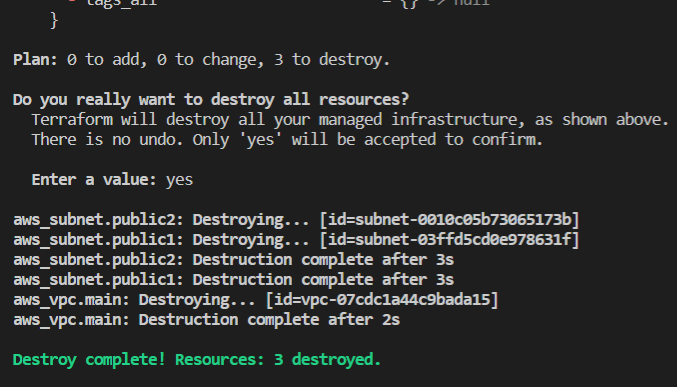 - tags_all = {} -> null
}
Plan: 0 to add, 0 to change, 3 to destroy.
Do you really want to destroy all resources?
Terraform will destroy all your managed infrastructure, as shown above.
There is no undo. Only 'yes' will be accepted to confirm.
Enter a value: yes
aws_subnet.public2: Destroying... [id=subnet-0010c05b73065173b]
aws_subnet.public1: Destroying... [id=subnet-03ffd5cd0e978631f]
aws_subnet.public2: Destruction complete after 3s
aws_subnet.public1: Destruction complete after 3s
aws_vpc.main: Destroying... [id=vpc-07cdc1a44c9bada15]
aws_vpc.main: Destruction complete after 2s
Destroy complete! Resources: 3 destroyed.